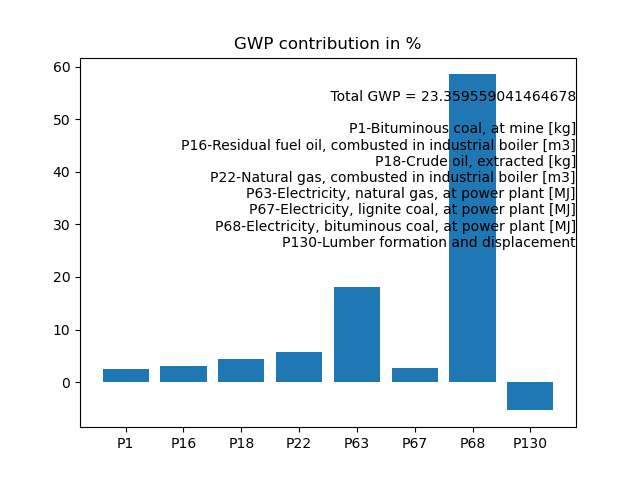 GWP contribution in %
60
Total GWP = 23.359559041464678
50
P1-Bituminous coal, at mine [kg]
P16-Residual fuel oil, combusted in industrial boiler [m3]
P18-Crude oil, extracted [kg]
40
P22-Natural gas, combusted in industrial boiler [m3]
P63-Electricity, natural gas, at power plant [MJ]
P67-Electricity, lignite coal, at power plant [MJ]
30
P68-Electricity, bituminous coal, at power plant [MJ]
P130-Lumber formation and displacement
20
10
0
P1 P16 P18 P22 P63 P67 P68 P130